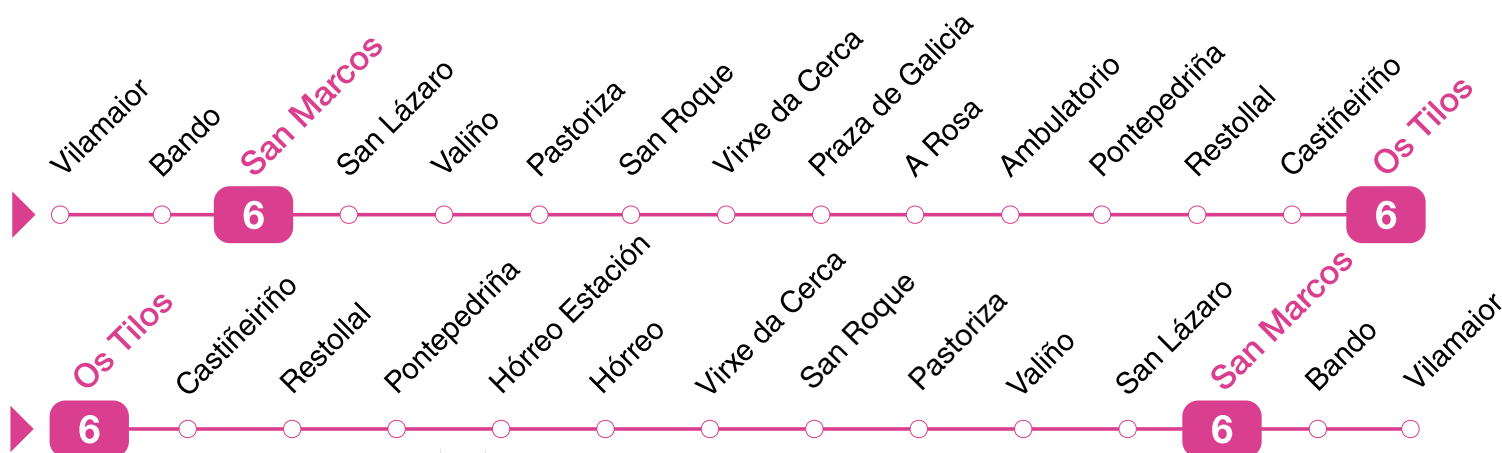 Vilamaior
Bando
San Marcos
San Lázaro
Valiño
Pastoriza
San Roque
Virxe da Cerca
Praza de Galicia
A Rosa
Ambulatorio
Pontepedriña
Restollal
Castiñeiriño
Os Tilos
6
6
Os Tilos
Castiñeiriño
Restollal
Pontepedriña
Hórreo Estación
Hórreo
Virxe da Cerca
San Roque
Pastoriza
Valiño
San Lázaro
San Marcos
Bando
Vilamaior
6
6